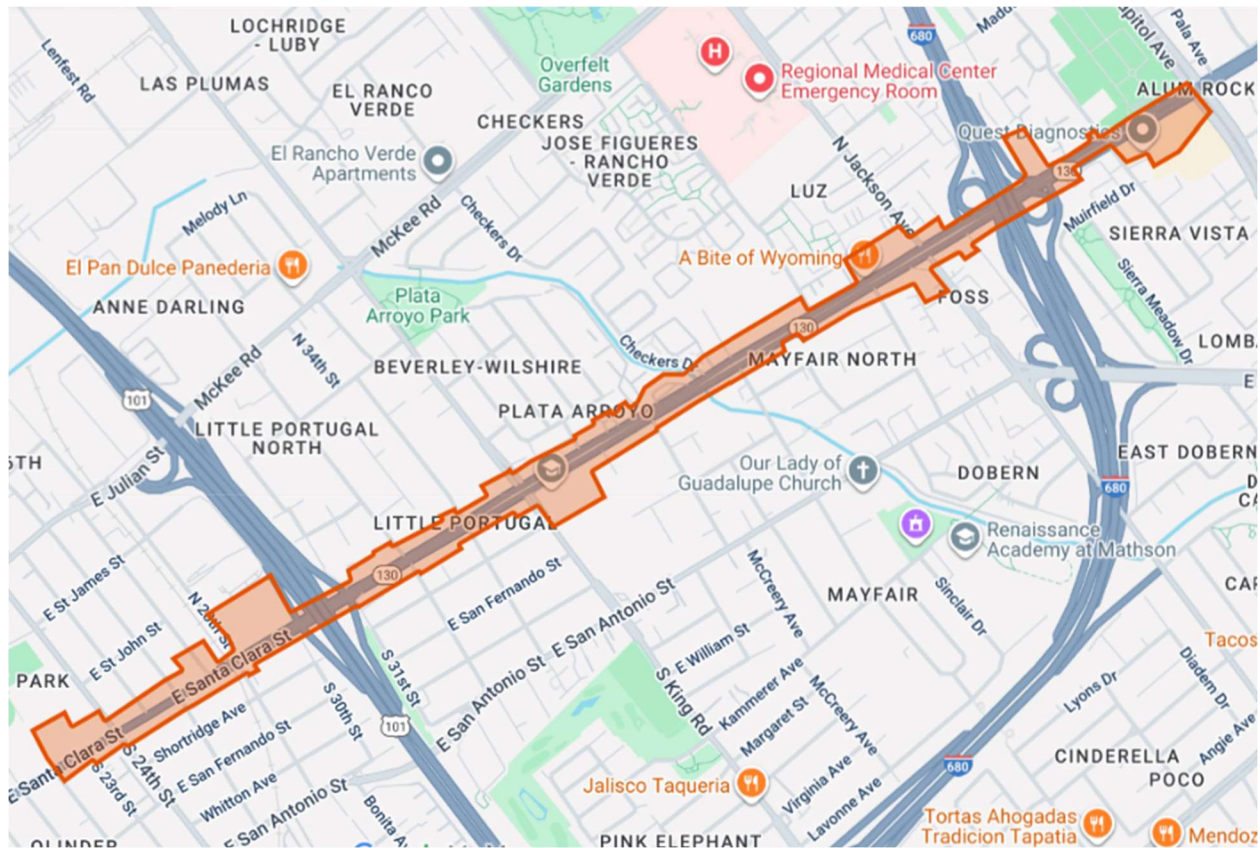 LOCHRIDGE
- LUBY
Lenfest Rd
LAS PLUMAS
EL RANCO
VERDE
Overfelt
Gardens
H
Regional Medical Center
Emergency Room
680
Capitol Ave
Pala Ave
ALUM ROCK
CHECKERS
JOSE FIGUERES
- RANCHO
VERDE
Quest Diagnostics
130
El Rancho Verde
Apartments
LUZ
N Jackson Ave
Muirfield Dr
Melody Ln
McKee Rd
Checkers Dr
SIERRA VISTA
El Pan Dulce Panederia
A Bite of Wyoming
Sierra Meadow Dr
ANNE DARLING
Plata
Arroyo Park
FOSS
130
N 34th St
Checkers Dr
LOMB
McKee Rd
BEVERLEY-WILSHIRE
MAYFAIR NORTH
E
101
PLATA ARROYO
LITTLE PORTUGAL
NORTH
E Julian St
EAST DOBERN
Our Lady of
Guadalupe Church
DOBERN
680
LITTLE PORTUGAL
Renaissance
Academy at Mathson
E St James St
130
E San Fernando St
McCreery Ave
MAYFAIR
Sinclair Dr
N 28th St
E San Antonio St
E St John St
E William St
Tacos
PARK
E Santa Clara St
S 31st St
S King Rd
Kammerer Ave
McCreery Ave
Diadem Dr
Lyons Dr
S 30th St
E San Antonio St
Margaret St
Angie Ave
E Santa Clara St
Shortridge Ave
101
S 24th St
E San Fernando St
S 23rd St
Whitton Ave
E San Antonio St
Virginia Ave
680
CINDERELLA
POCO
Jalisco Taqueria
Bonita Av
Lavonne Ave
Tortas Ahogadas
Tradicion Tapatia
Mendoz
OLINDER
PINK ELEPHANT